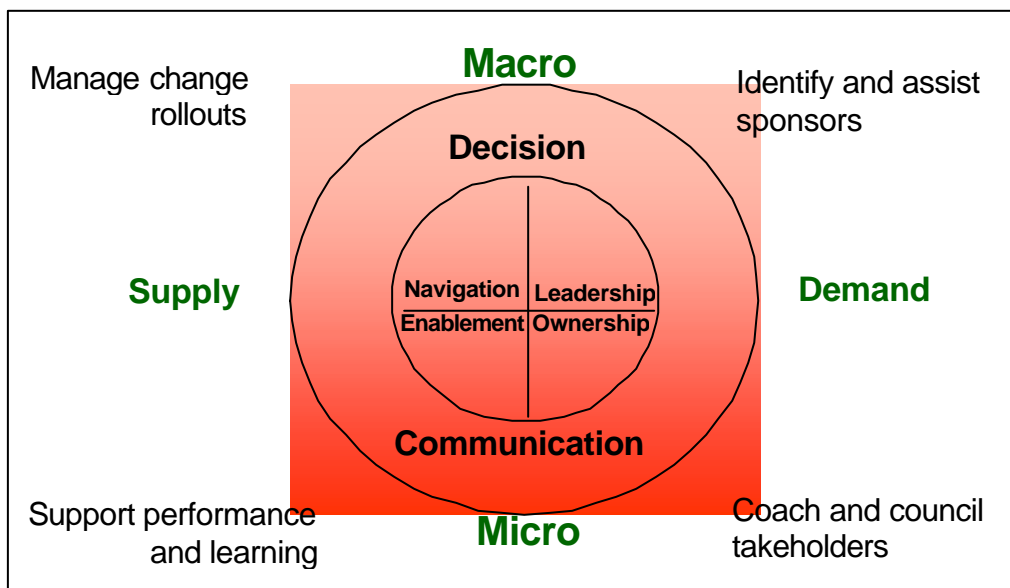 Macro
Manage change
rollouts
Identify and assist
sponsors
Decision
Supply
Demand
Navigation
Leadership
Enablement
Ownership
Communication
Support performance
and learning
Micro
Coach and council
takeholders